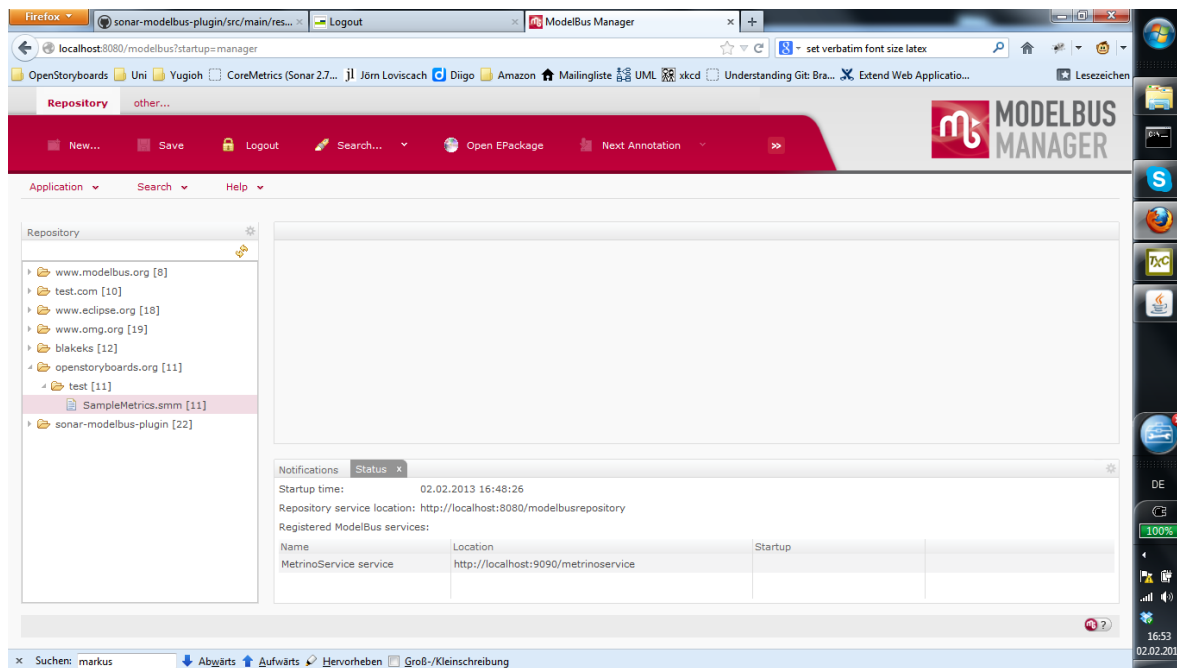 Firefox
sonar-modelbus-plugin/src/main/res...
Logout
ModelBus Manager
localhost:8080/modelbus?startup=manager
set verbatim font size latex
OpenStoryboards
Uni
Yugioh
CoreMetrics (Sonar 2.7...
Jörn Loviscach
Diigo
Amazon
Mailingliste
UML
xkcd
Understanding Git: Bra...
Extend Web Applicatio...
Lesezeichen
Repository
other...
New...
Save
Logout
Search...
Open EPackage
Next Annotation
MODELBUS
MANAGER
Application
Search
Help
Repository
www.modelbus.org [8]
test.com [10]
www.eclipse.org [18]
www.omg.org [19]
blakeks [12]
openstoryboards.org [11]
test [11]
SampleMetrics.smm [11]
sonar-modelbus-plugin [22]
Notifications
Status x
Startup time: 02.02.2013 16:48:26
Repository service location: http://localhost:8080/modelbusrepository
Registered ModelBus services:
Name Location Startup
MetrinoService service http://localhost:9090/metrinoservice
x Suchen: markus Abwärts Aufwärts Hervorheben Groß-/Kleinschreibung
TXC
DE
100%
16:53
02.02.201